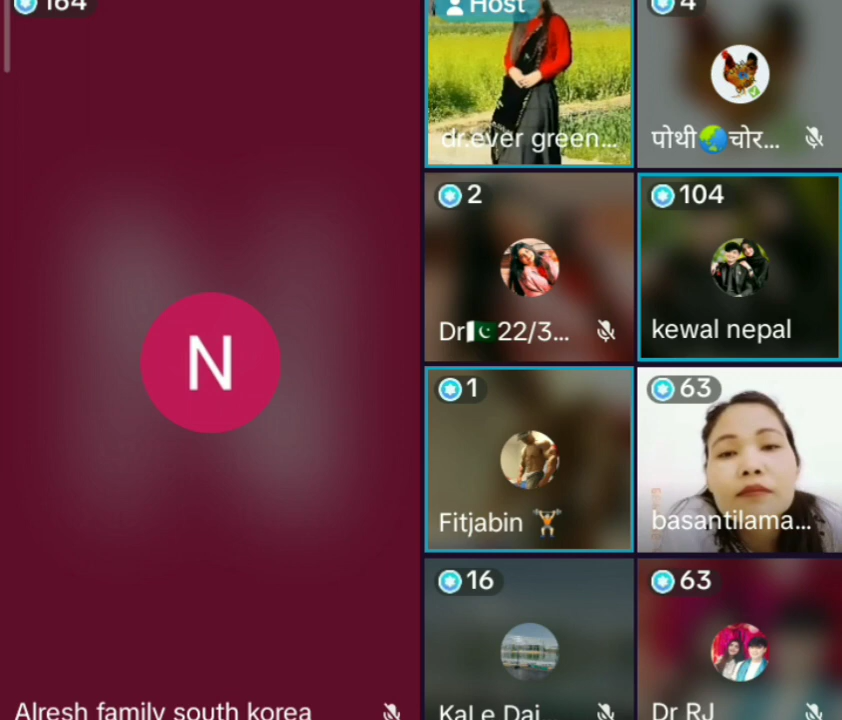 164
Host
4
dr.ever green...
पोथी🌏चोर...
2
104
Dr🇵🇰22/3...
kewal nepal
N
1
63
Fitjabin 🏋
basantilama...
16
63
Alresh family south korea
KaLe Dai...
Dr RJ